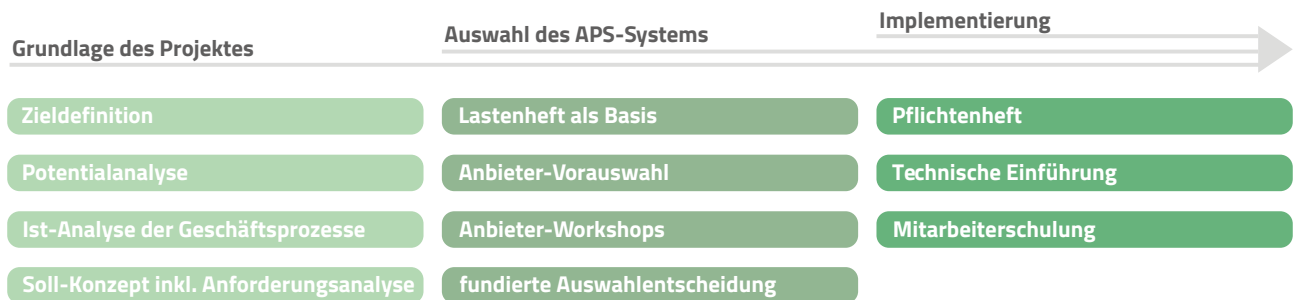 Grundlage des Projektes
Zieldefinition
Potentialanalyse
Ist-Analyse der Geschäftsprozesse
Soll-Konzept inkl. Anforderungsanalyse
Auswahl des APS-Systems
Lastenheft als Basis
Anbieter-Vorauswahl
Anbieter-Workshops
fundierte Auswahlentscheidung
Implementierung
Pflichtenheft
Technische Einführung
Mitarbeiterschulung